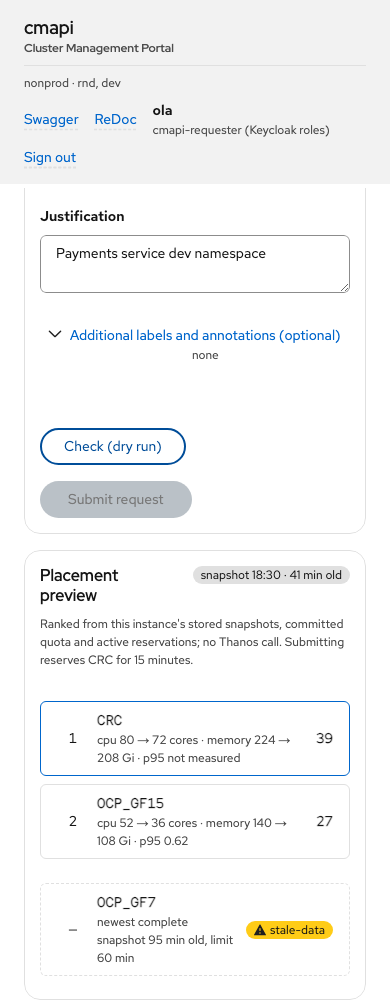 cmapi
Cluster Management Portal
nonprod · rnd, dev
Swagger
ReDoc
ola
cmapi-requester (Keycloak roles)
Sign out
Justification
Payments service dev namespace
Additional labels and annotations (optional)
none
Check (dry run)
Submit request
Placement
preview
snapshot 18:30 · 41 min old
Ranked from this instance's stored snapshots, committed
quota and active reservations; no Thanos call. Submitting
reserves CRC for 15 minutes.
1
CRC
cpu 80 → 72 cores · memory 224 →
208 Gi · p95 not measured
39
2
OCP_GF15
cpu 52 → 36 cores · memory 140 →
108 Gi · p95 0.62
27
–
OCP_GF7
newest complete
snapshot 95 min old, limit
60 min
stale-data